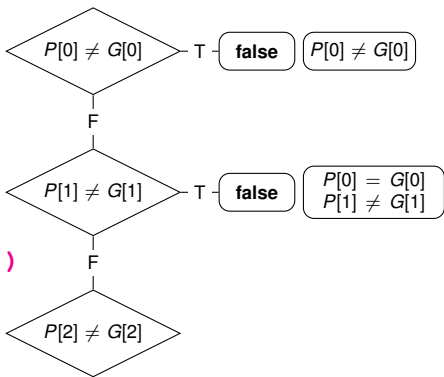 P[0] ≠ G[0] T false P[0] ≠ G[0]
F
P[1] ≠ G[1] T false P[0] = G[0]
P[1] ≠ G[1]
)
F
P[2] ≠ G[2]